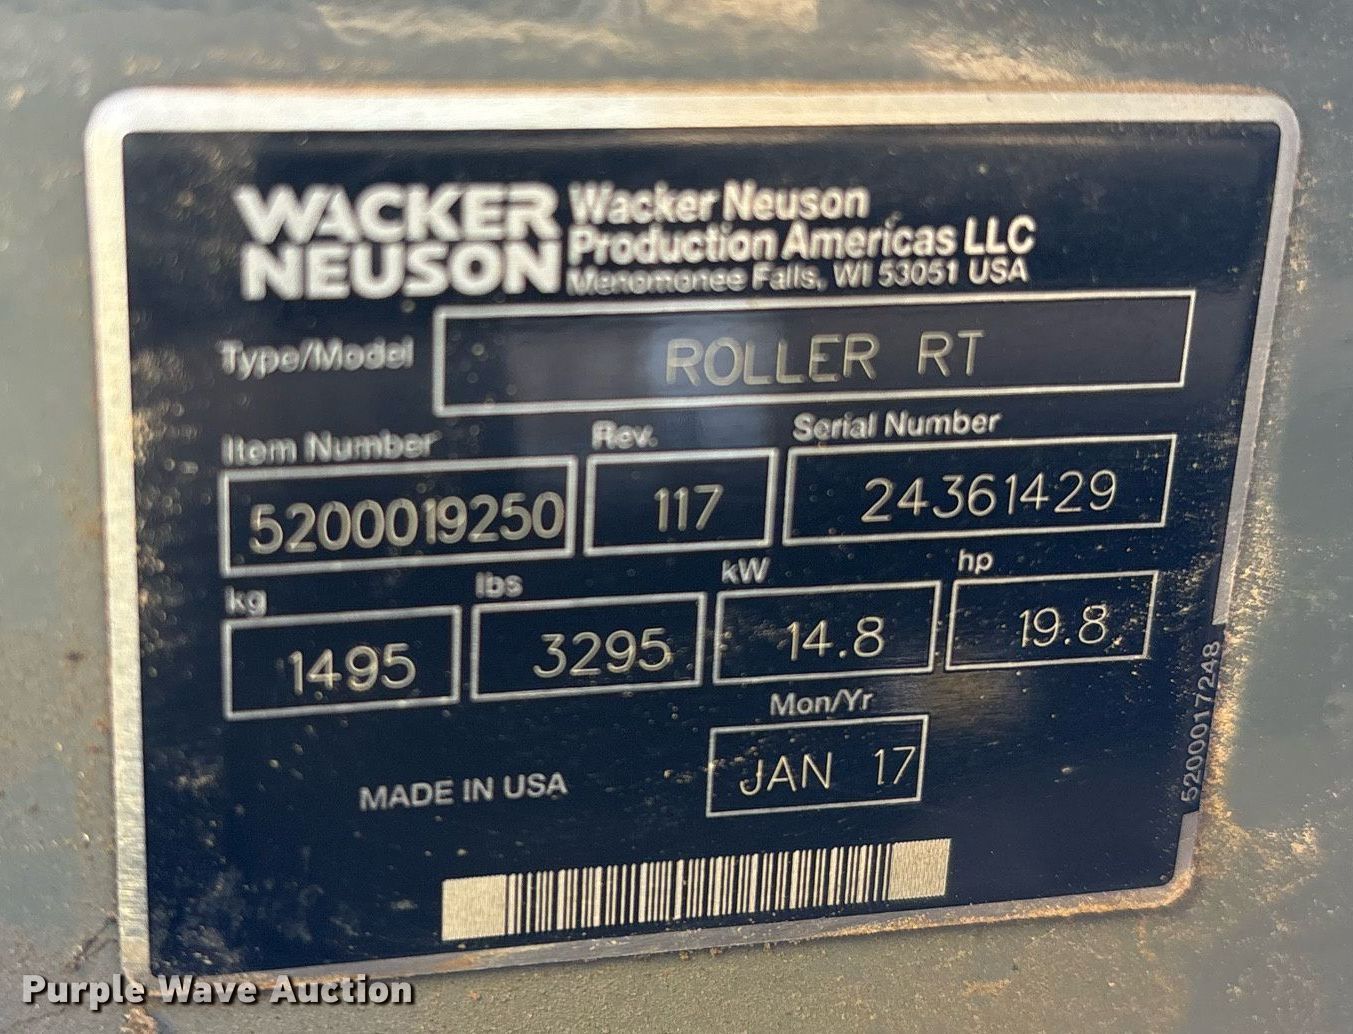 WACKER
NEUSON
Wacker Neuson
Production Americas LLC
Menomonee Falls, WI 53051 USA
Type/Model
ROLLER RT
Item Number
Rev.
Serial Number
5200019250
117
24361429
kg
lbs
kW
hp
1495
3295
14.8
19.8
Mon/Yr
MADE IN USA
JAN 17
5200017248
Purple Wave Auction